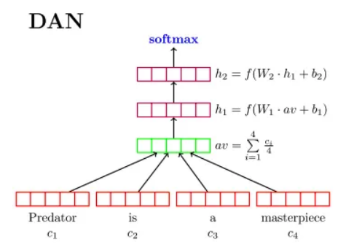 DAN
softmax
h₂ = f(W₂ · h₁ + b₂)
h₁ = f(W₁ · av + b₁)
av = ∑⁴ᵢ₌₁ cᵢ/4
Predator is a masterpiece
c₁ c₂ c₃ c₄